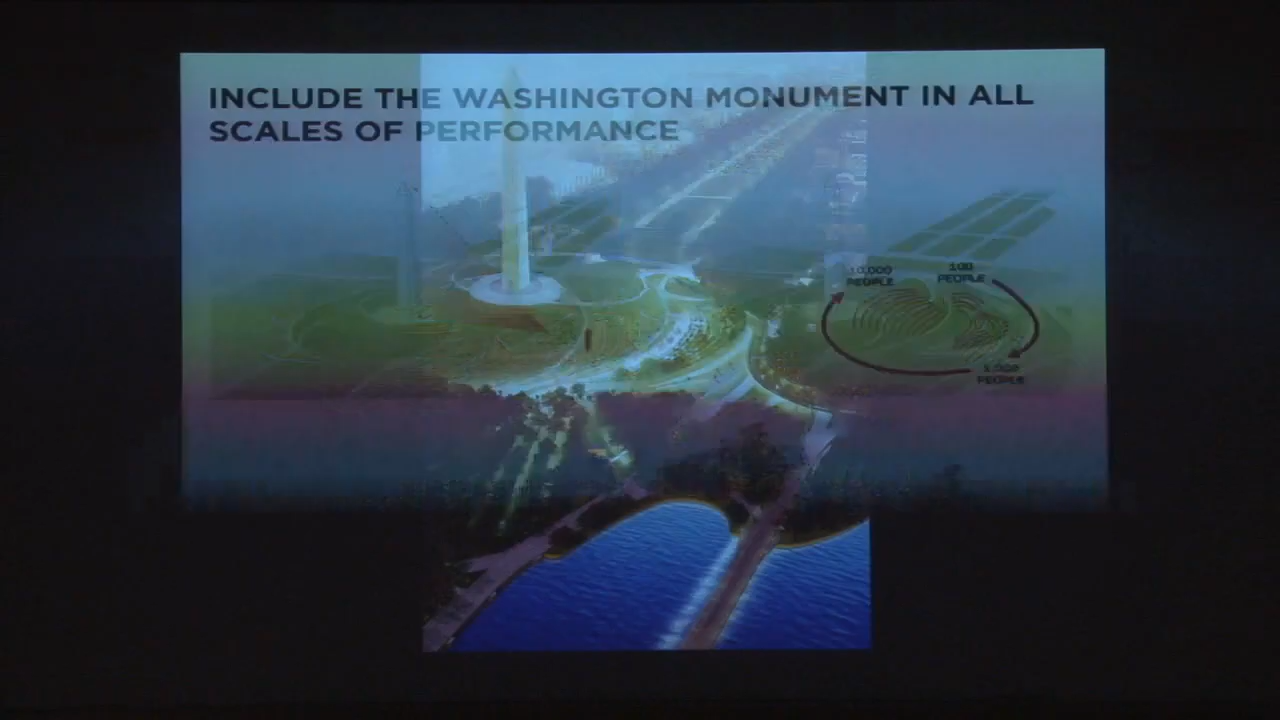 INCLUDE THE WASHINGTON MONUMENT IN ALL
SCALES OF PERFORMANCE
10,000
PEOPLE
100
PEOPLE
PEOPLE